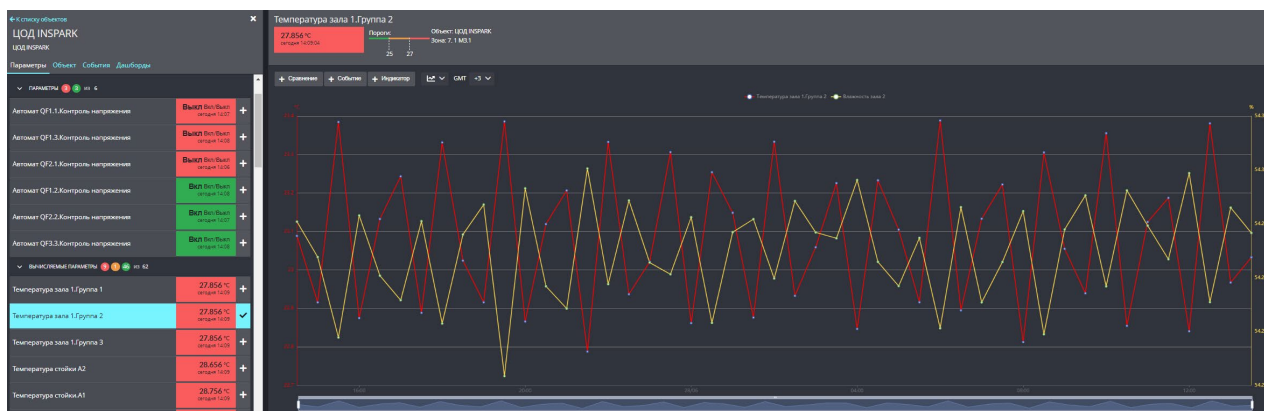 К списку объектов
ЦОД INSPARK
ЦОД INSPARK
Параметры Объект События Дашборды
ПАРАМЕТРЫ 3 3 из 6
Автомат QF1.1.Контроль напряжения
Выкл Вкл/Выкл
сегодня 14:07
Автомат QF1.3.Контроль напряжения
Выкл Вкл/Выкл
сегодня 14:08
Автомат QF2.1.Контроль напряжения
Выкл Вкл/Выкл
сегодня 14:06
Автомат QF1.2.Контроль напряжения
Вкл Вкл/Выкл
сегодня 14:08
Автомат QF2.2.Контроль напряжения
Вкл Вкл/Выкл
сегодня 14:07
Автомат QF3.3.Контроль напряжения
Вкл Вкл/Выкл
сегодня 14:08
ВЫЧИСЛЯЕМЫЕ ПАРАМЕТРЫ из 62
Температура зала 1.Группа 1
27.856 °C
сегодня 14:09
Температура зала 1.Группа 2
27.856 °C
сегодня 14:09
Температура зала 1.Группа 3
27.856 °C
сегодня 14:09
Температура стойки А2
28.656 °C
сегодня 14:09
Температура стойки.А1
28.756 °C
сегодня 14:09
Температура зала 1.Группа 2
27.856 °C
сегодня 14:09:04
Пороги:
25 27
Объект: ЦОД INSPARK
Зона: 7. 1 МЗ.1
+ Сравнение + Событие + Индикатор GMT +3
Температура зала 1.Группа 2 Влажность зала 2
%
04:00
12:00